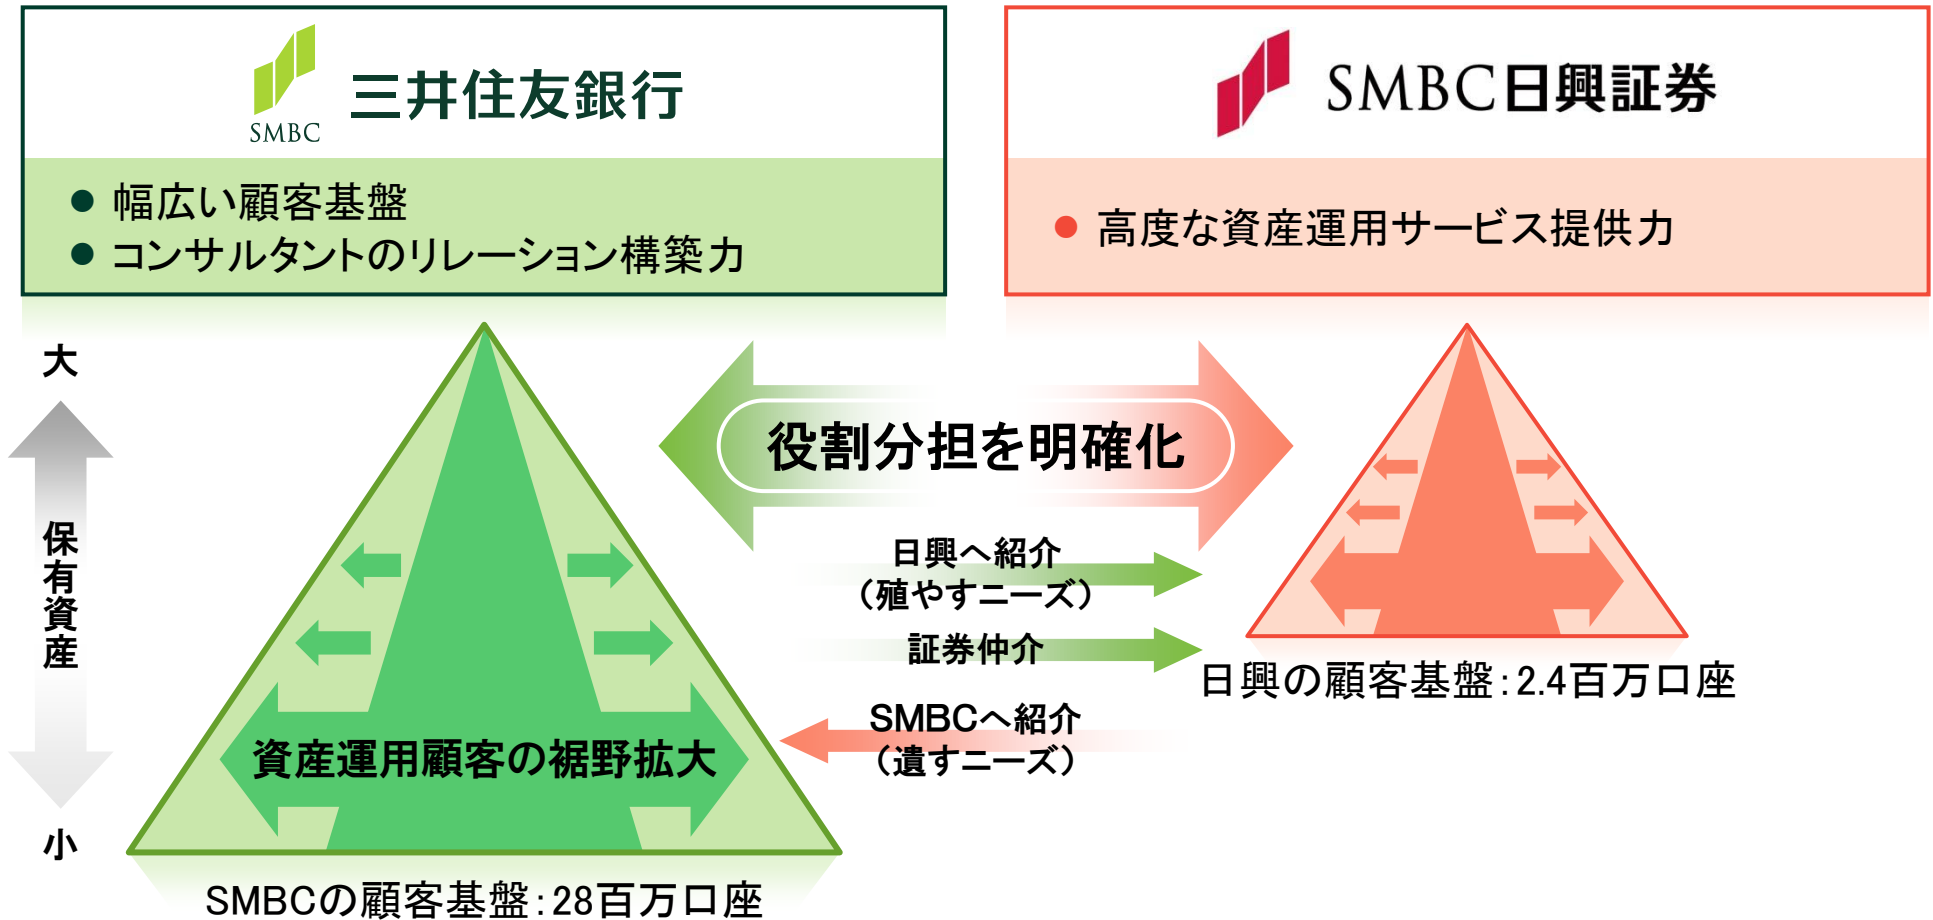 SMBC
三井住友銀行
● 幅広い顧客基盤
● コンサルタントのリレーション構築力
SMBC日興証券
● 高度な資産運用サービス提供力
大
保有資産
小
役割分担を明確化
日興へ紹介
（殖やすニーズ）
証券仲介
SMBCへ紹介
（遺すニーズ）
資産運用顧客の裾野拡大
SMBCの顧客基盤：28百万口座
日興の顧客基盤：2.4百万口座